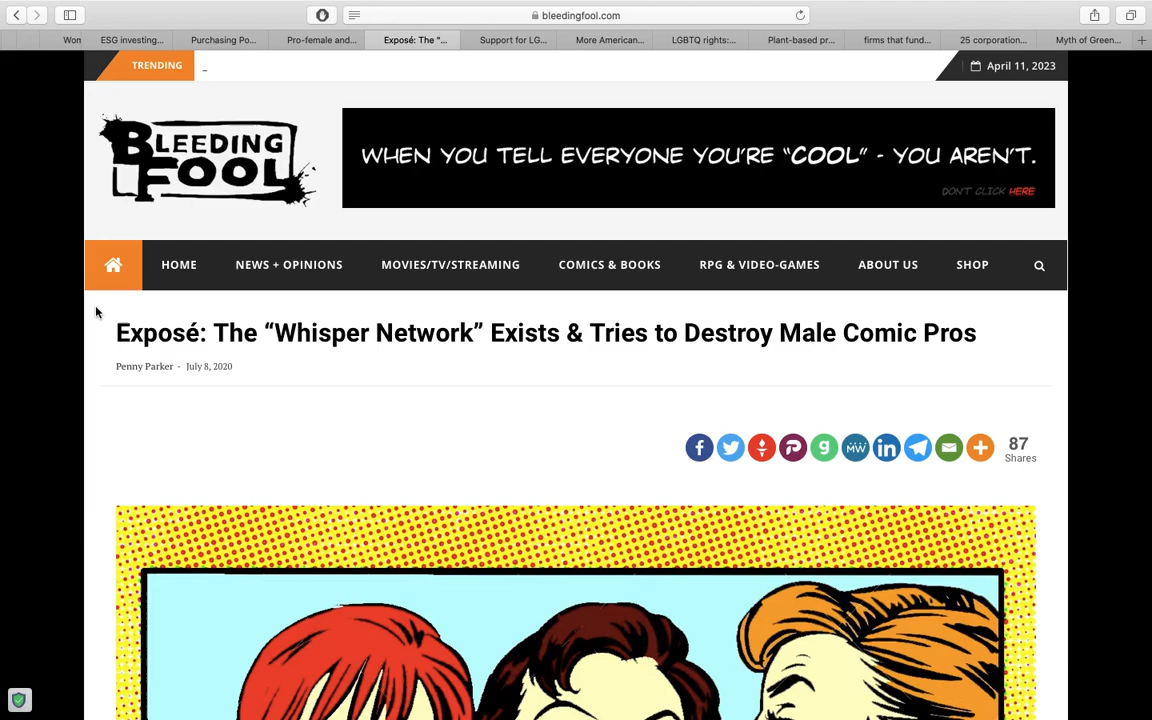 bleedingfool.com
Wom
ESG investing...
Purchasing Po...
Pro-female and...
Exposé: The "...
Support for LG...
More American...
LGBTQ rights:...
Plant-based pr...
firms that fund...
25 corporation...
Myth of Green...
TRENDING
_
April 11, 2023
BLEEDING
FOOL
WHEN YOU TELL EVERYONE YOU'RE "COOL" - YOU AREN'T.
DON'T CLICK HERE
HOME
NEWS + OPINIONS
MOVIES/TV/STREAMING
COMICS & BOOKS
RPG & VIDEO-GAMES
ABOUT US
SHOP
Exposé: The “Whisper Network” Exists & Tries to Destroy Male Comic Pros
Penny Parker - July 8, 2020
MW
87
Shares